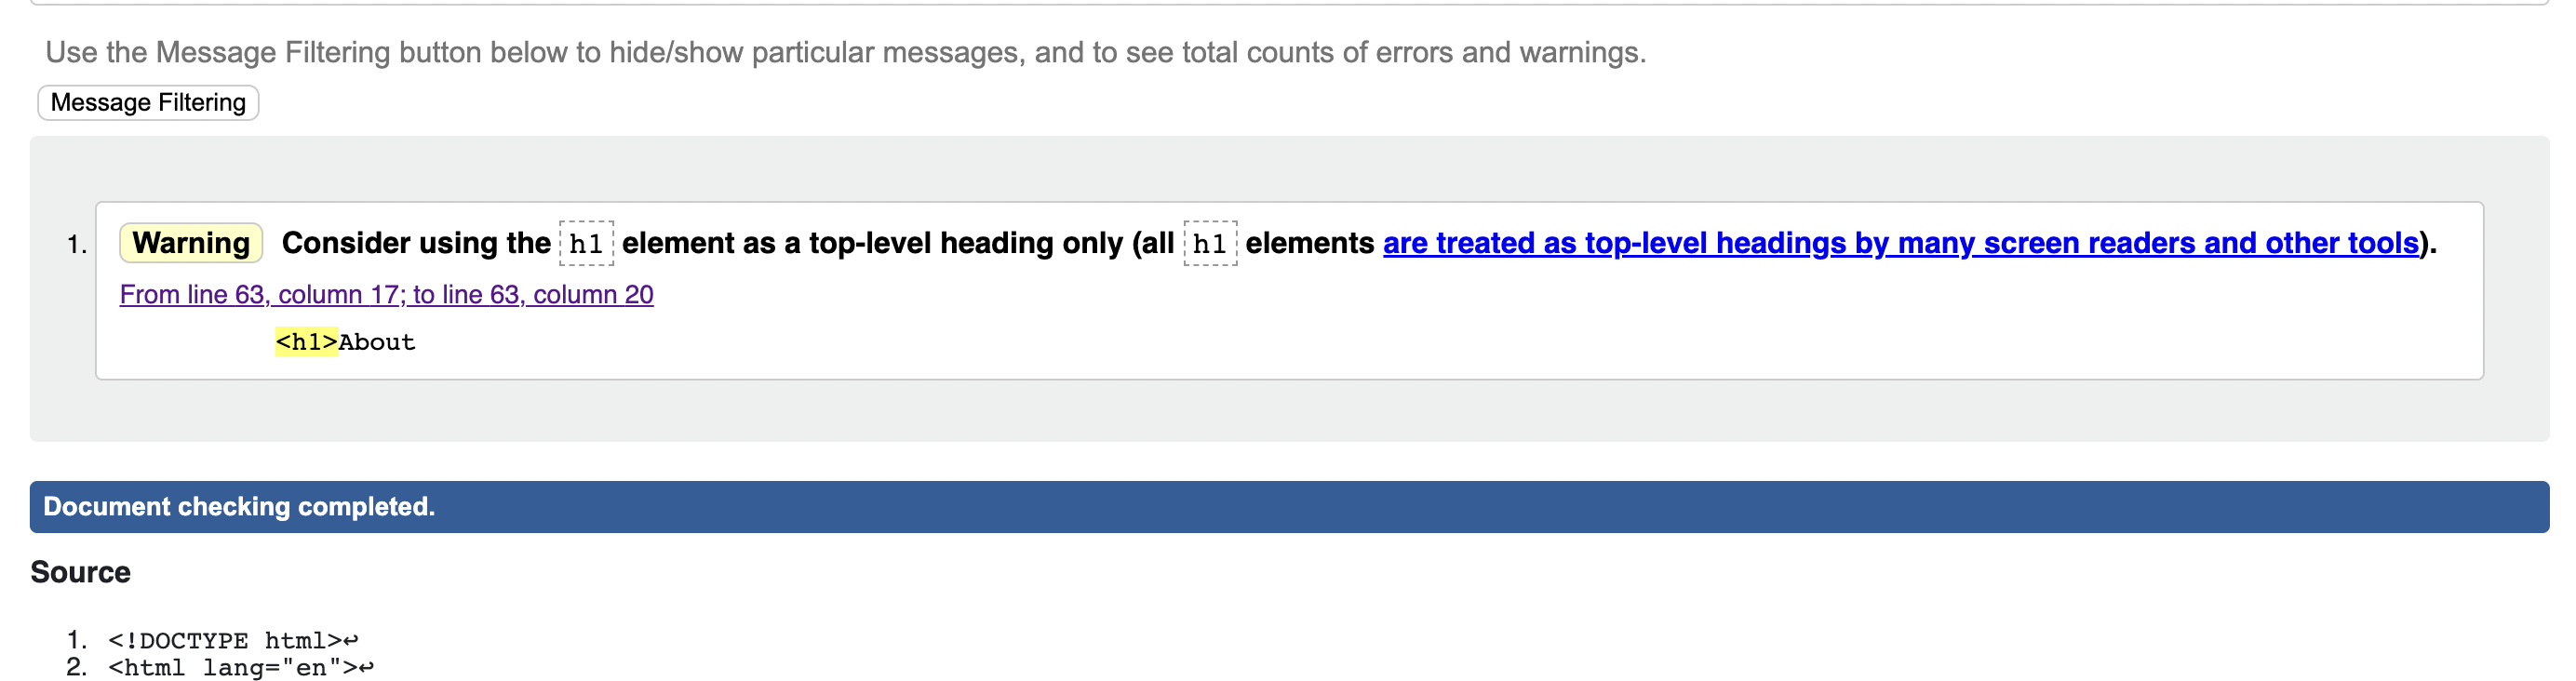 Use the Message Filtering button below to hide/show particular messages, and to see total counts of errors and warnings.
Message Filtering
1. Warning Consider using the h1 element as a top-level heading only (all h1 elements are treated as top-level headings by many screen readers and other tools).
From line 63, column 17; to line 63, column 20
<h1>About
Document checking completed.
Source
1. <!DOCTYPE html>↩
2. <html lang="en">↩